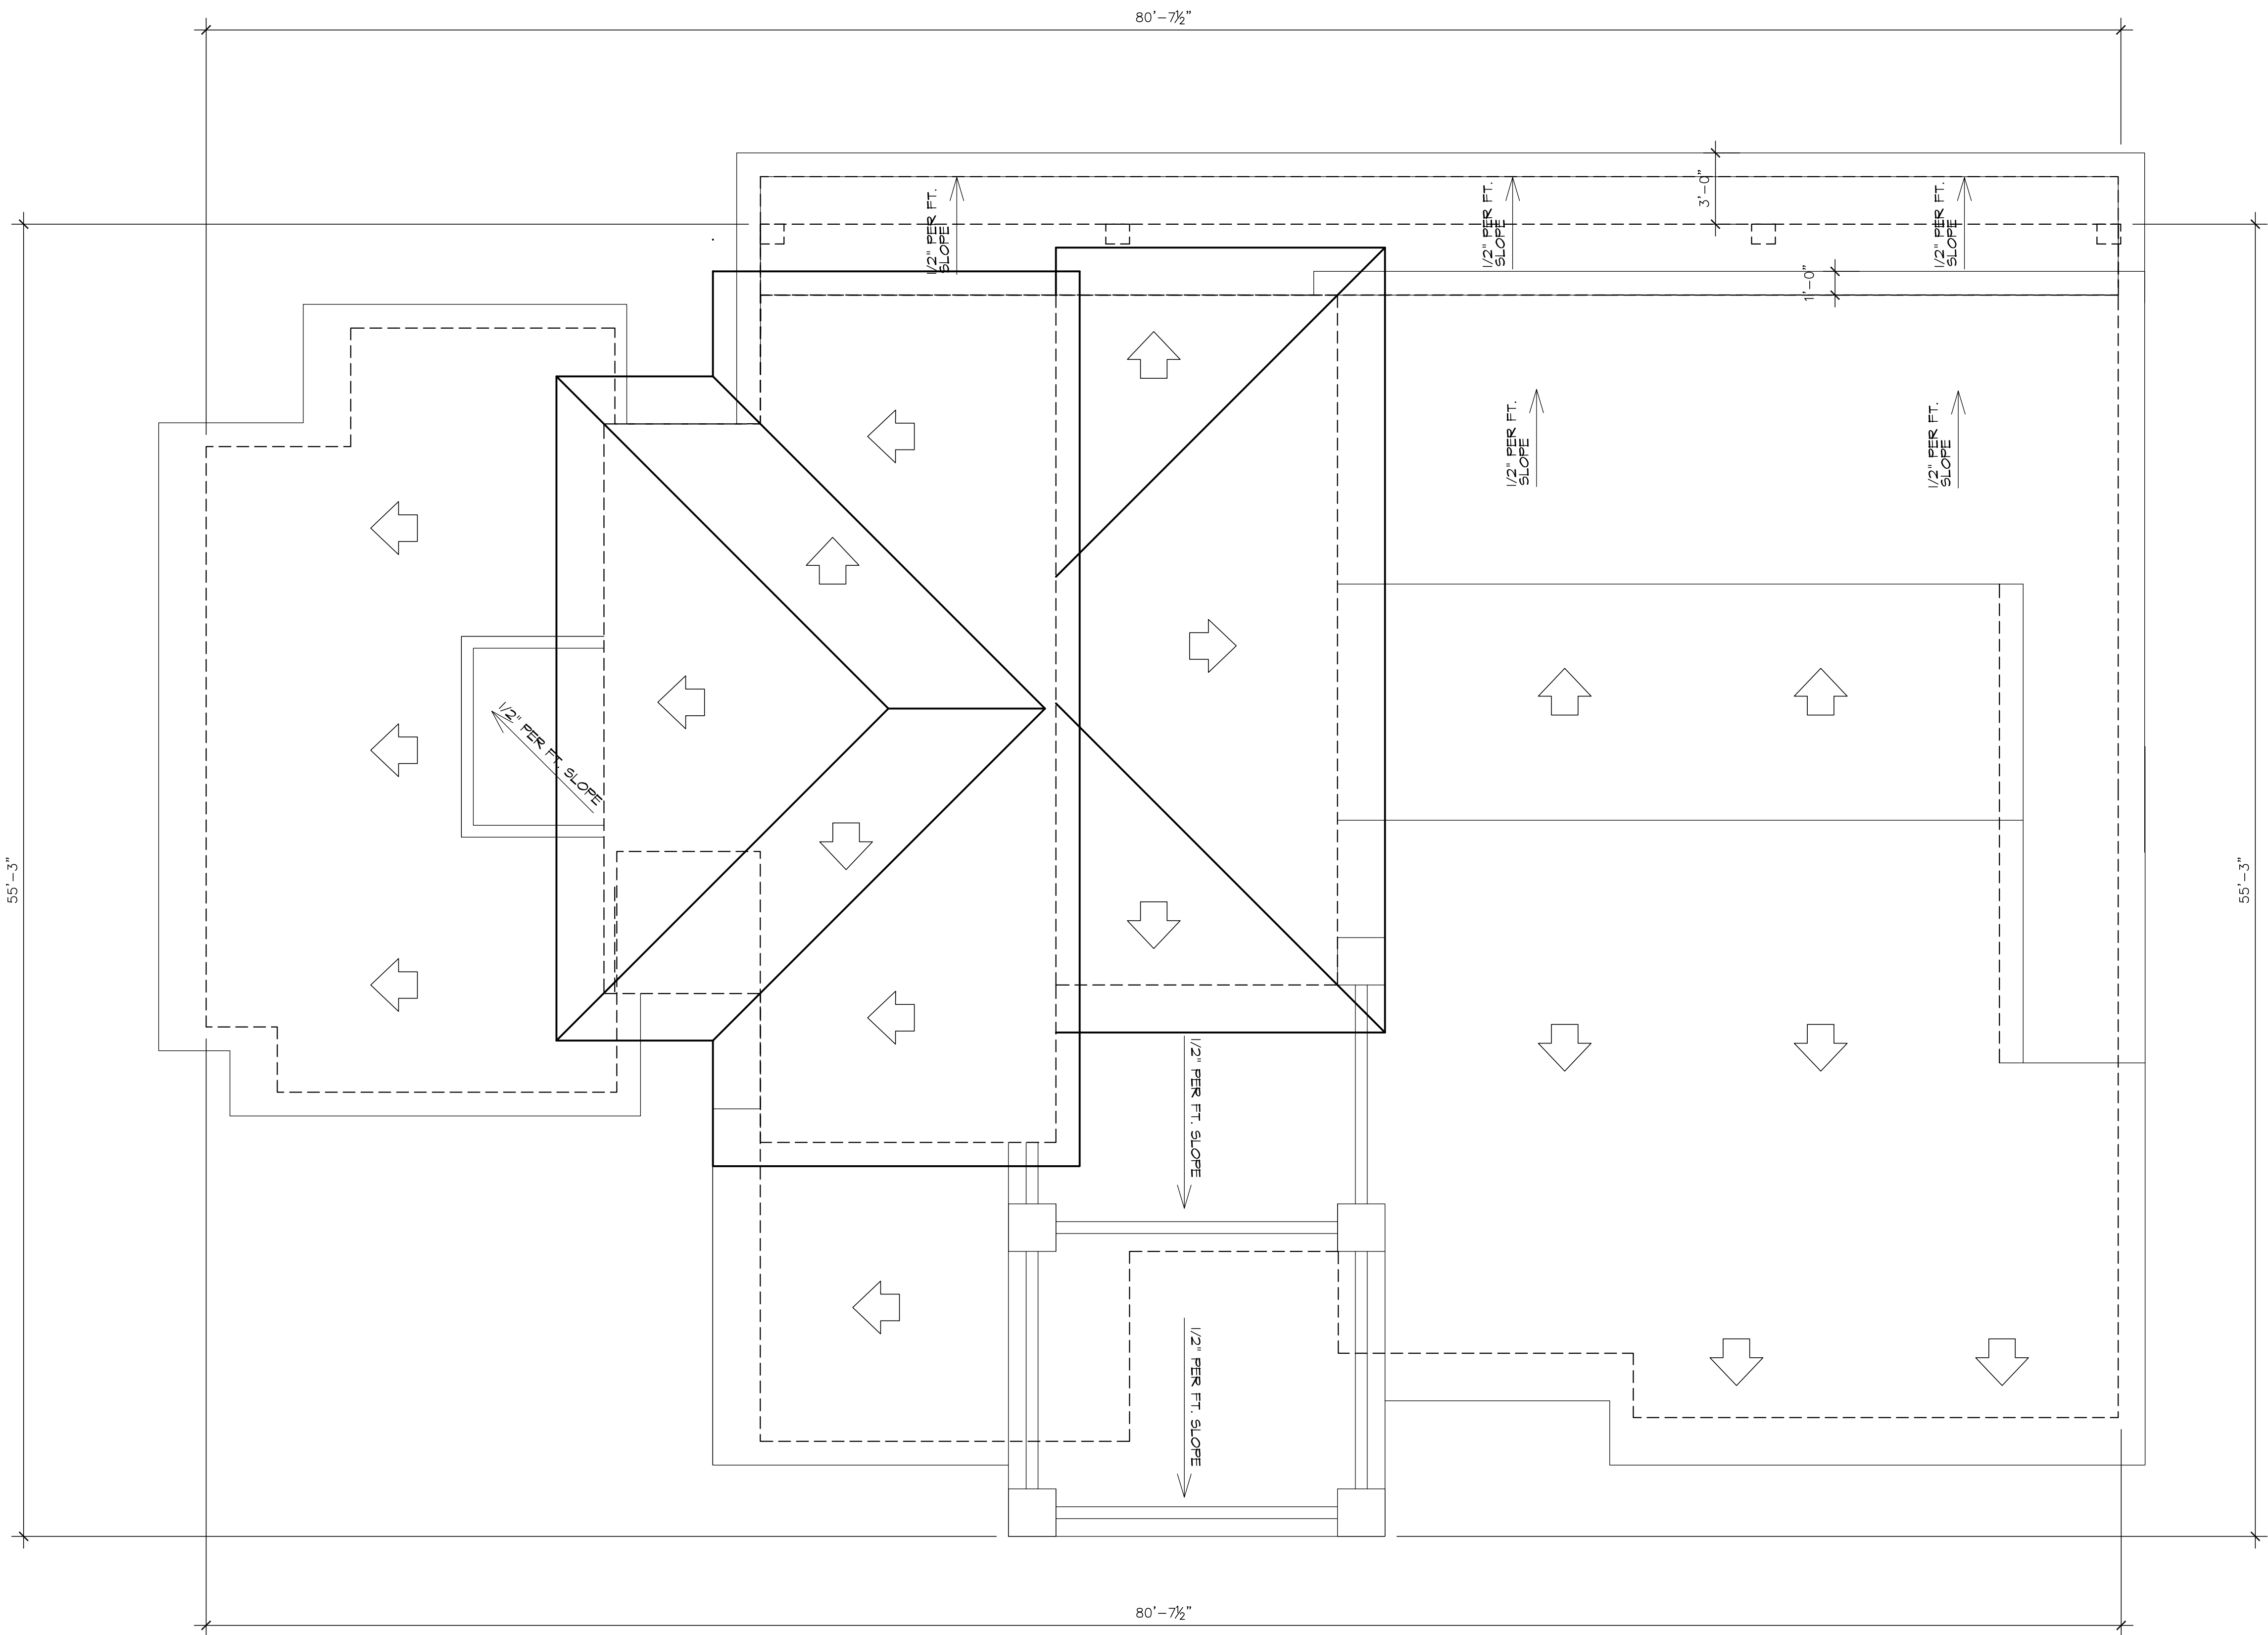 80'-7½"
3'-0"
1/2" PER FT.
SLOPE
1/2" PER FT.
SLOPE
1/2" PER FT.
SLOPE
1'-0"
1/2" PER FT.
SLOPE
1/2" PER FT.
SLOPE
1/2" PER FT. SLOPE
55'-3"
55'-3"
1/2" PER FT. SLOPE
1/2" PER FT. SLOPE
80'-7½"